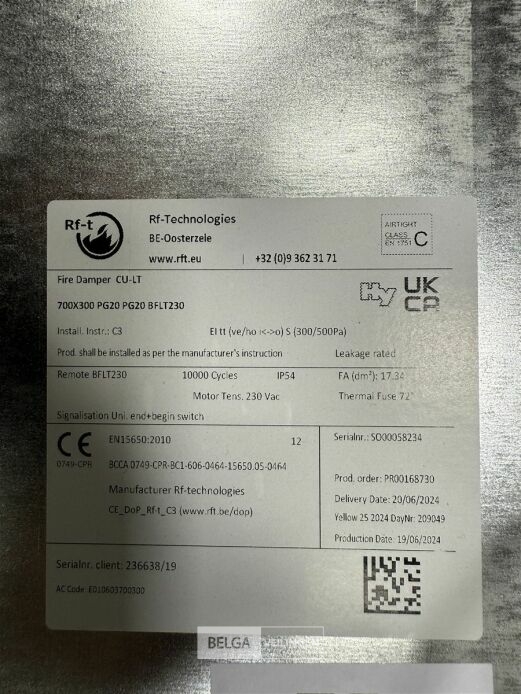 Rf-t
Rf-Technologies
BE-Oosterzele
www.rft.eu | +32 (0)9 362 31 71
AIRTIGHT
CLASS:
EN 1751 C
Fire Damper CU-LT
700X300 PG20 PG20 BFLT230
UK
CA
Install. Instr.: C3 EI tt (ve/ho i<->o) S (300/500Pa)
Prod. shall be installed as per the manufacturer's instruction Leakage rated
Remote BFLT230 10000 Cycles IP54 FA (dm²): 17.34
Motor Tens. 230 Vac Thermal Fuse 72°
Signalisation Uni. end+begin switch
CE EN15650:2010 12
0749-CPR BCCA 0749-CPR-BC1-606-0464-15650.05-0464
Manufacturer Rf-technologies
CE_DoP_Rf-t_C3 (www.rft.be/dop)
Serialnr.: SO00058234
Prod. order: PR00168730
Delivery Date: 20/06/2024
Yellow 25 2024 DayNr: 209049
Production Date: 19/06/2024
Serialnr. client: 236638/19
AC Code: E010603700300
BELGA